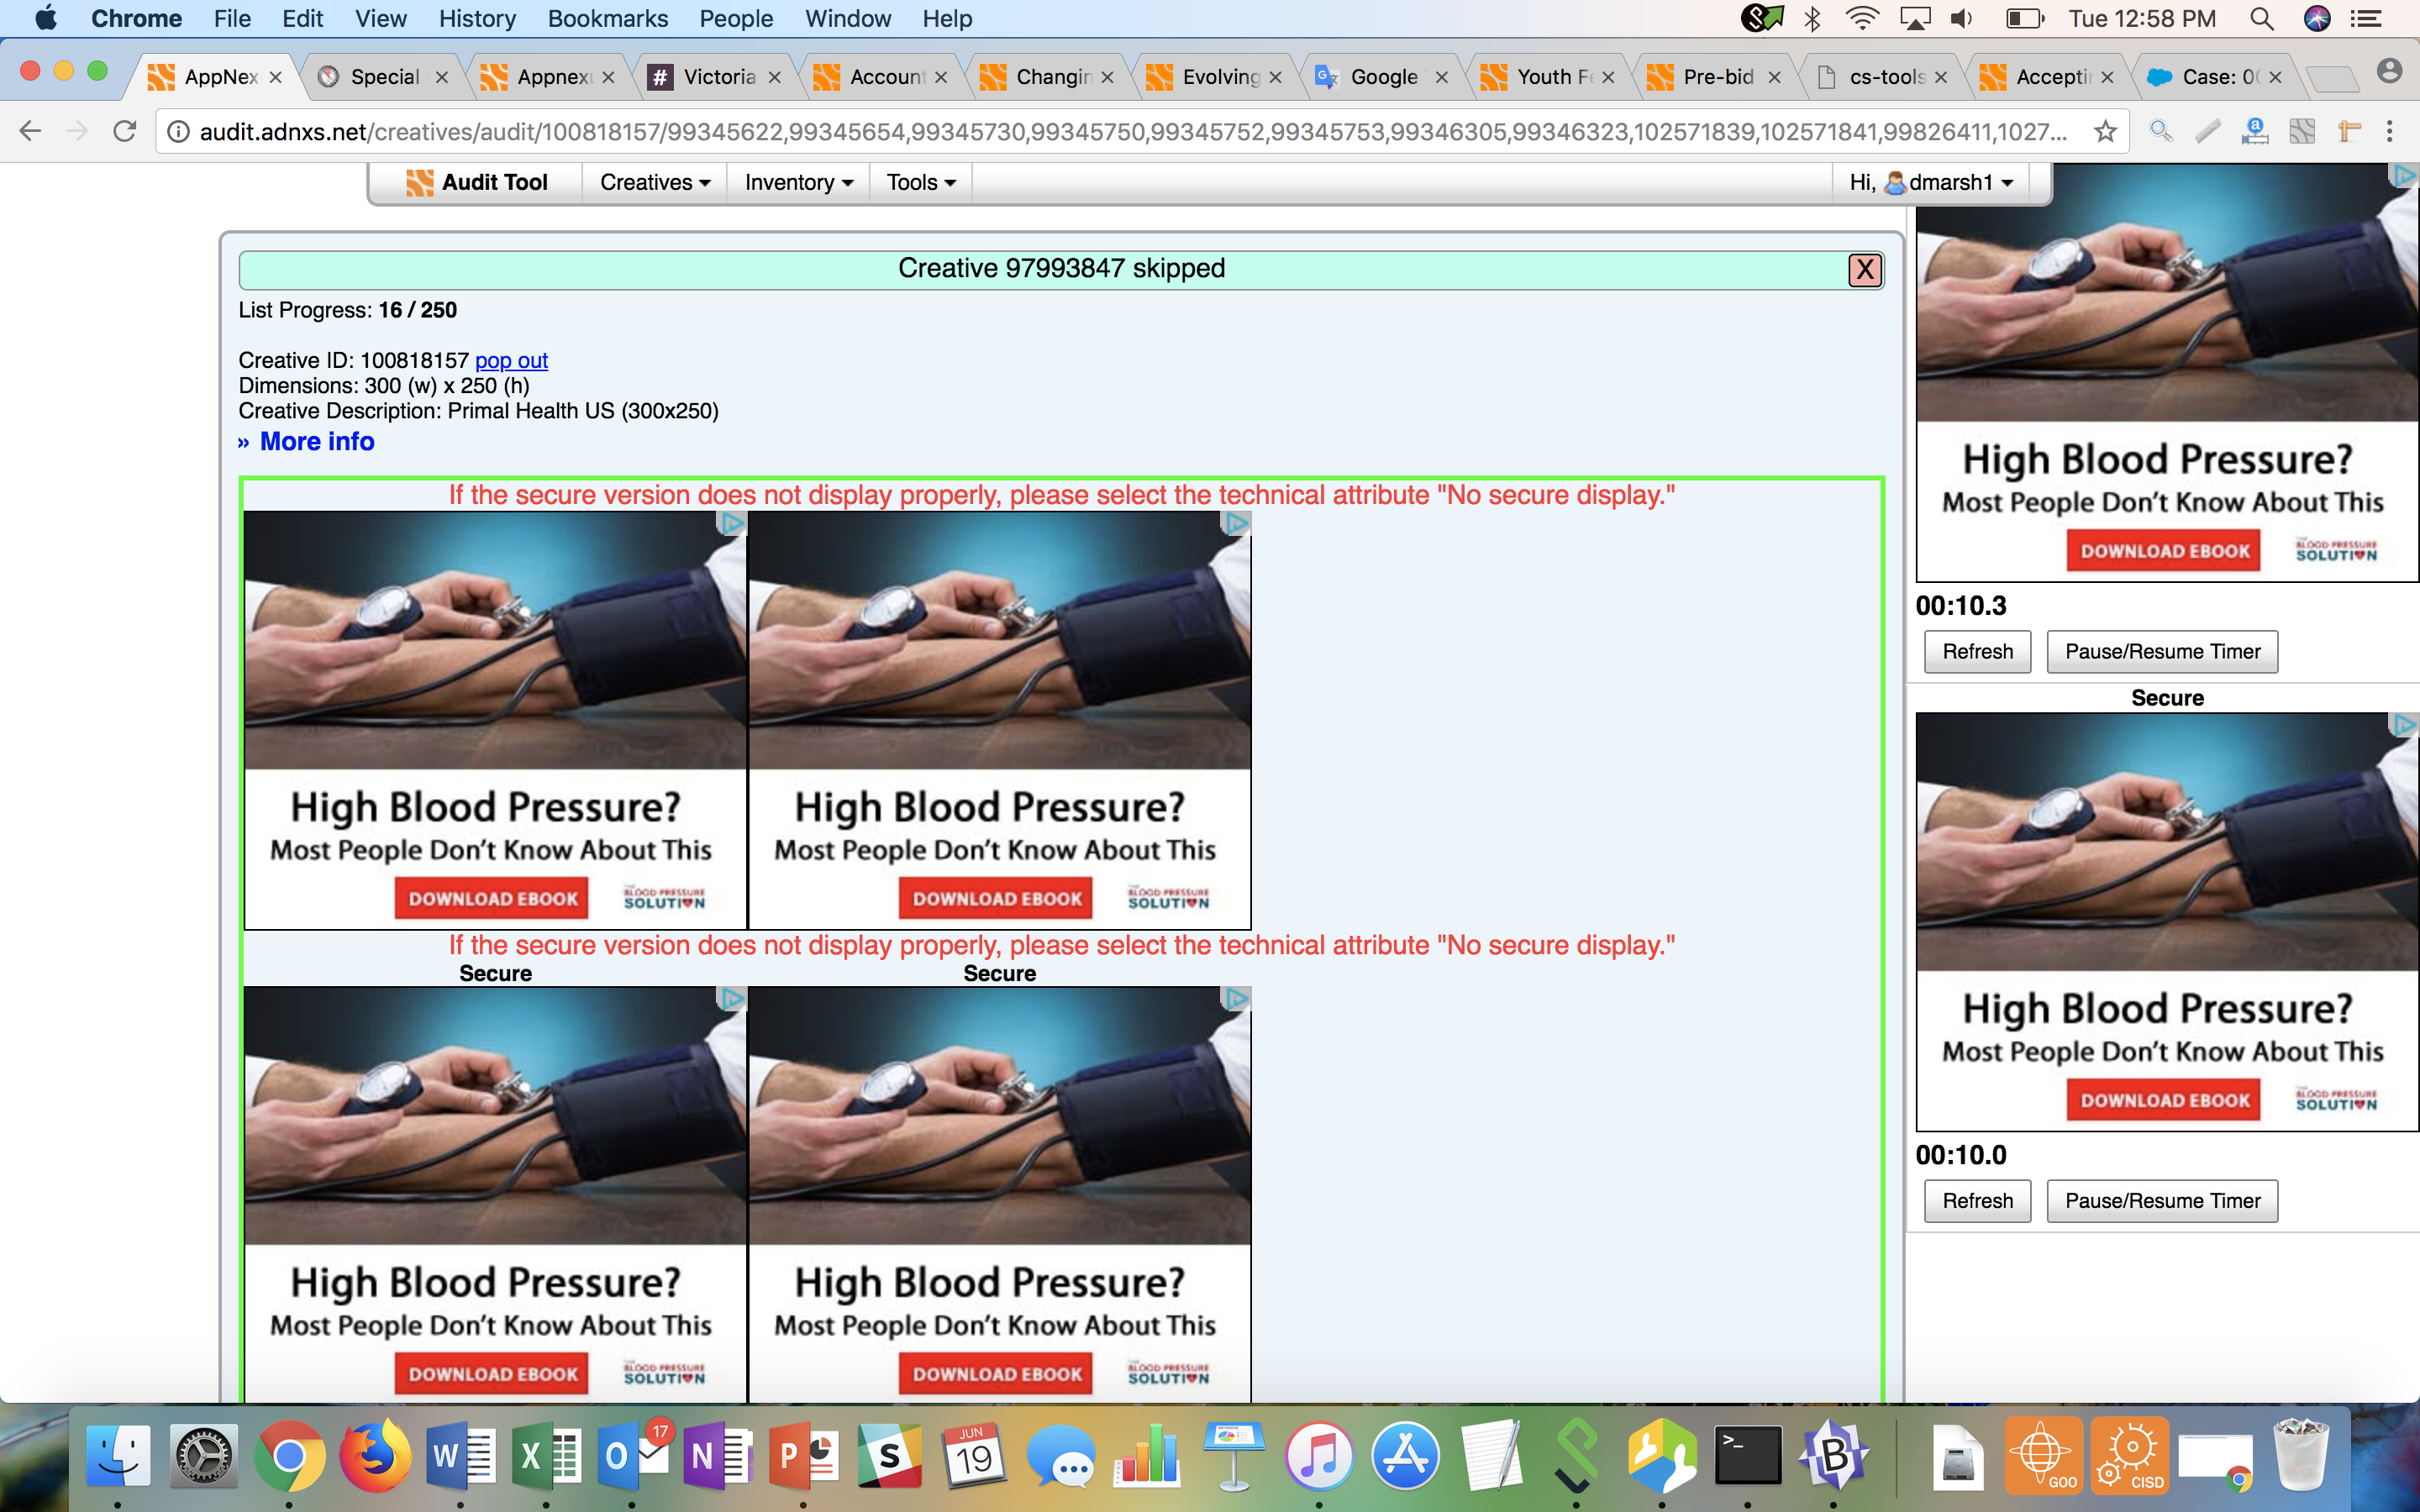 Chrome File Edit View History Bookmarks People Window Help Tue 12:58 PM
AppNex Special Appnexu # Victoria Account Changin Evolving Google Youth Fe Pre-bid cs-tools Accepti Case: 00
audit.adnxs.net/creatives/audit/100818157/99345622,99345654,99345730,99345750,99345752,99345753,99346305,99346323,102571839,102571841,99826411,1027...
Audit Tool Creatives Inventory Tools Hi, dmarsh1
Creative 97993847 skipped X
List Progress: 16 / 250
Creative ID: 100818157 pop out
Dimensions: 300 (w) x 250 (h)
Creative Description: Primal Health US (300x250)
» More info
If the secure version does not display properly, please select the technical attribute "No secure display."
High Blood Pressure?
Most People Don't Know About This
DOWNLOAD EBOOK
BLOOD PRESSURE
SOLUTION
High Blood Pressure?
Most People Don't Know About This
DOWNLOAD EBOOK
BLOOD PRESSURE
SOLUTION
If the secure version does not display properly, please select the technical attribute "No secure display."
Secure Secure
High Blood Pressure?
Most People Don't Know About This
DOWNLOAD EBOOK
BLOOD PRESSURE
SOLUTION
High Blood Pressure?
Most People Don't Know About This
DOWNLOAD EBOOK
BLOOD PRESSURE
SOLUTION
High Blood Pressure?
Most People Don't Know About This
DOWNLOAD EBOOK
BLOOD PRESSURE
SOLUTION
00:10.3
Refresh Pause/Resume Timer
Secure
High Blood Pressure?
Most People Don't Know About This
DOWNLOAD EBOOK
BLOOD PRESSURE
SOLUTION
00:10.0
Refresh Pause/Resume Timer
17
JUN
19
GOO
CISD